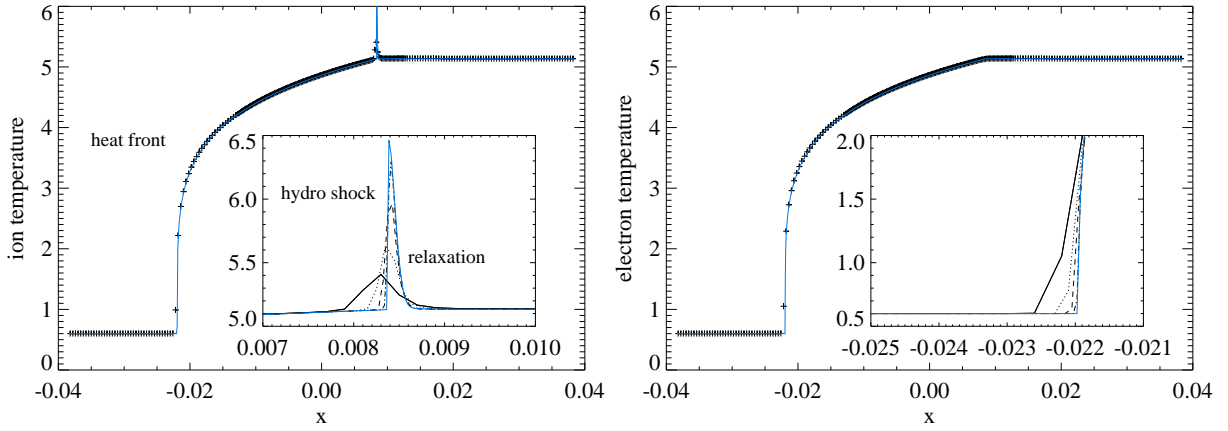 6
5
4
3
2
1
0
ion temperature
heat front
6.5
6.0
5.5
5.0
hydro shock
relaxation
0.007 0.008 0.009 0.010
-0.04 -0.02 0.00 0.02 0.04
x
6
5
4
3
2
1
0
electron temperature
2.0
1.5
1.0
0.5
-0.025 -0.024 -0.023 -0.022 -0.021
-0.04 -0.02 0.00 0.02 0.04
x